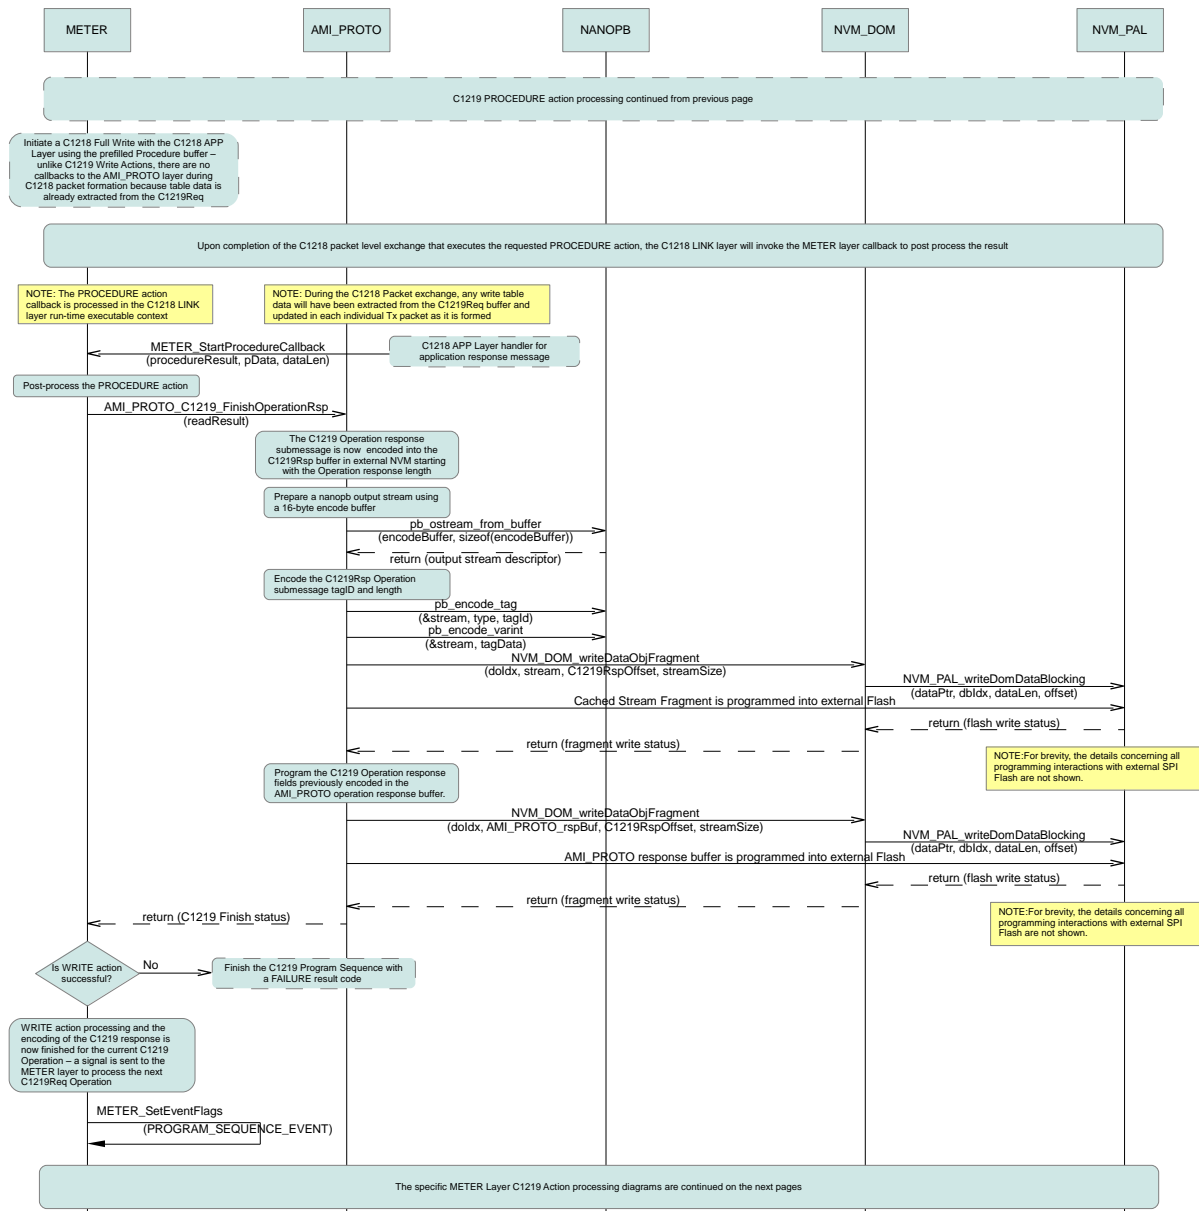 METER
AMI_PROTO
NANOPB
NVM_DOM
NVM_PAL
C1219 PROCEDURE action processing continued from previous page
Initiate a C1218 Full Write with the C1218 APP
Layer using the prefilled Procedure buffer –
unlike C1219 Write Actions, there are no
callbacks to the AMI_PROTO layer during
C1218 packet formation because table data is
already extracted from the C1219Req
Upon completion of the C1218 packet level exchange that executes the requested PROCEDURE action, the C1218 LINK layer will invoke the METER layer callback to post process the result
NOTE: The PROCEDURE action
callback is processed in the C1218 LINK
layer run-time executable context
NOTE: During the C1218 Packet exchange, any write table
data will have been extracted from the C1219Req buffer and
updated in each individual Tx packet as it is formed
METER_StartProcedureCallback
(procedureResult, pData, dataLen)
C1218 APP Layer handler for
application response message
Post-process the PROCEDURE action
AMI_PROTO_C1219_FinishOperationRsp
(readResult)
The C1219 Operation response
submessage is now encoded into the
C1219Rsp buffer in external NVM starting
with the Operation response length
Prepare a nanopb output stream using
a 16-byte encode buffer
pb_ostream_from_buffer
(encodeBuffer, sizeof(encodeBuffer))
return (output stream descriptor)
Encode the C1219Rsp Operation
submessage tagID and length
pb_encode_tag
(&stream, type, tagId)
pb_encode_varint
(&stream, tagData)
NVM_DOM_writeDataObjFragment
(doIdx, stream, C1219RspOffset, streamSize)
NVM_PAL_writeDomDataBlocking
(dataPtr, dbIdx, dataLen, offset)
Cached Stream Fragment is programmed into external Flash
return (flash write status)
return (fragment write status)
NOTE:For brevity, the details concerning all
programming interactions with external SPI
Flash are not shown.
Program the C1219 Operation response
fields previously encoded in the
AMI_PROTO operation response buffer.
NVM_DOM_writeDataObjFragment
(doIdx, AMI_PROTO_rspBuf, C1219RspOffset, streamSize)
NVM_PAL_writeDomDataBlocking
(dataPtr, dbIdx, dataLen, offset)
AMI_PROTO response buffer is programmed into external Flash
return (flash write status)
return (fragment write status)
NOTE:For brevity, the details concerning all
programming interactions with external SPI
Flash are not shown.
return (C1219 Finish status)
Is WRITE action
successful?
No
Finish the C1219 Program Sequence with
a FAILURE result code
WRITE action processing and the
encoding of the C1219 response is
now finished for the current C1219
Operation – a signal is sent to the
METER layer to process the next
C1219Req Operation
METER_SetEventFlags
(PROGRAM_SEQUENCE_EVENT)
The specific METER Layer C1219 Action processing diagrams are continued on the next pages